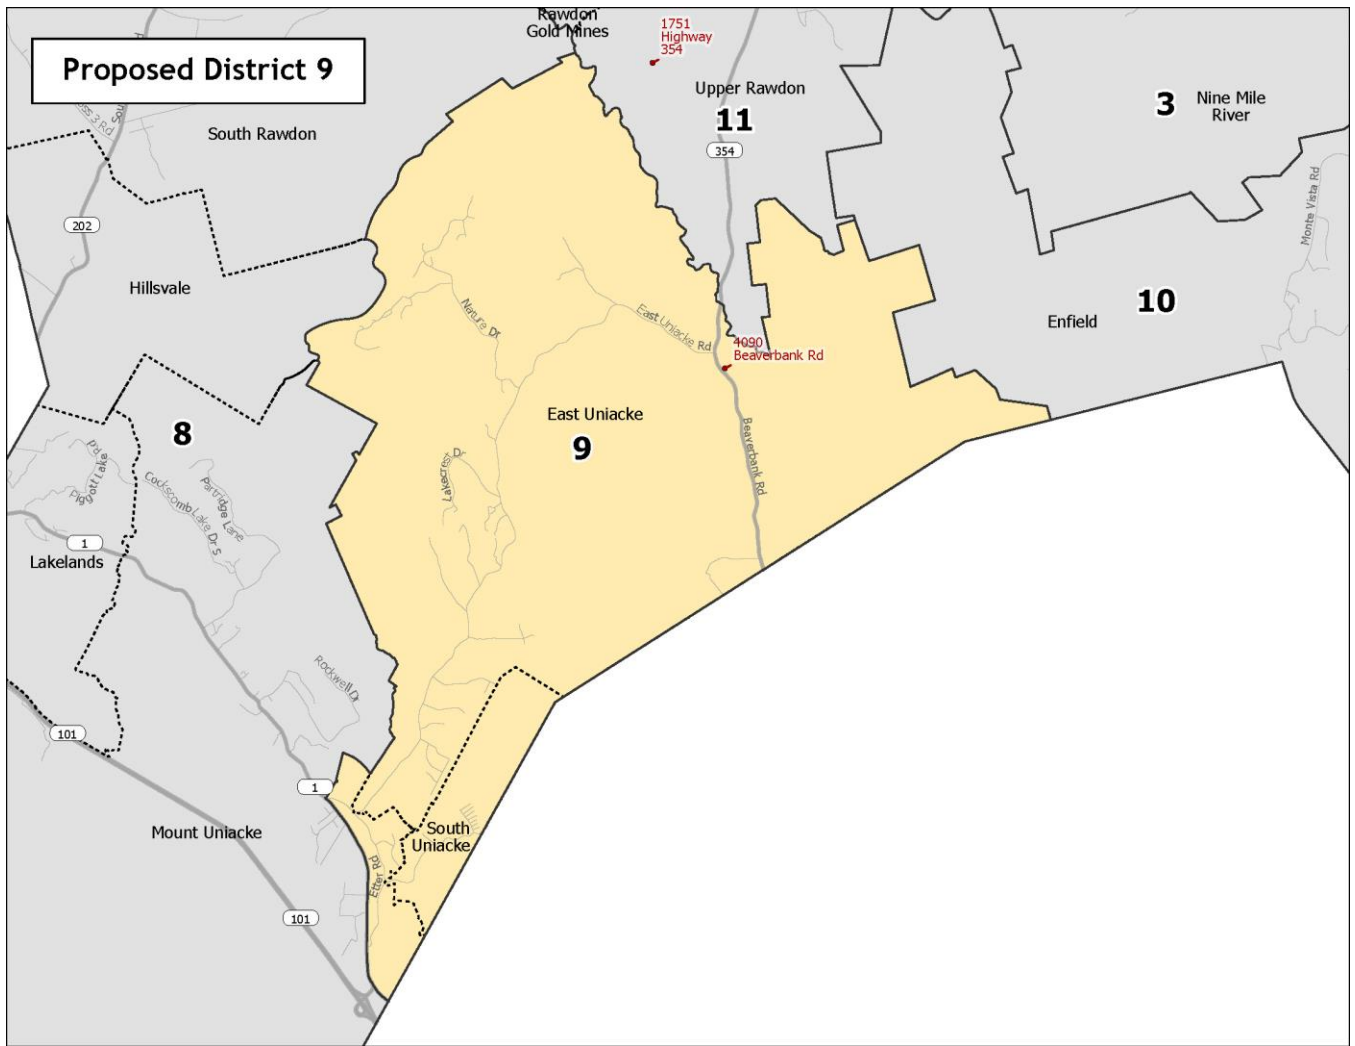 Proposed District 9
Rawdon
Gold Mines
1751
Highway
354
Upper Rawdon
11
354
3
Nine Mile
River
South Rawdon
202
Hillsvale
Monte Vista Rd
10
Enfield
Nature Dr
East Uniacke Rd
4090
Beaverbank Rd
East Uniacke
9
Beaverbank Rd
8
Piggott Lake Rd
Cockscomb Lake Dr S
Partridge Lane
Lakecrest Dr
1
Lakelands
Rockwell Dr
101
1
Mount Uniacke
South
Uniacke
Etter Rd
101